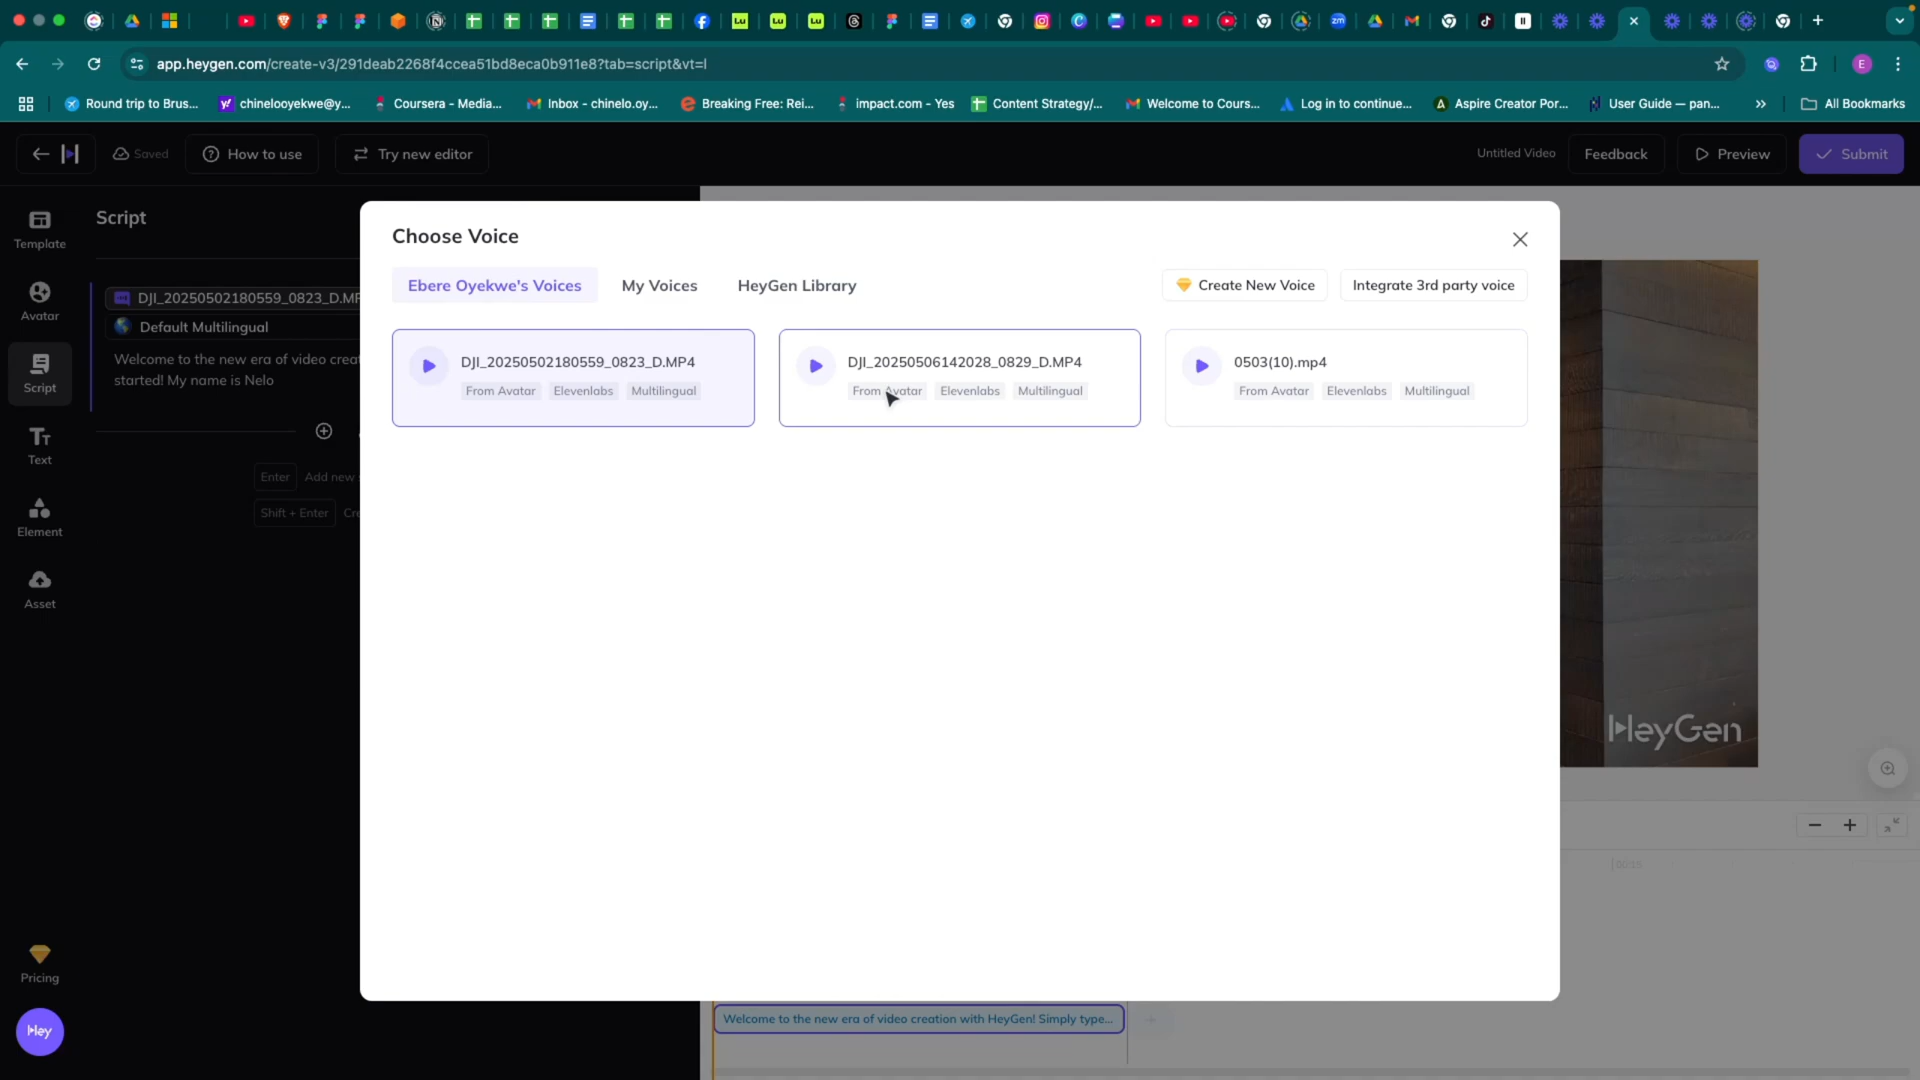 app.heygen.com/create-v3/291deab2268f4ccea51bd8eca0b911e8?tab=script&vt=l
E
Round trip to Brus...
chinelooyekwe@y...
Coursera - Media...
Inbox - chinelo.oy...
Breaking Free: Rei...
impact.com - Yes
Content Strategy/...
Welcome to Cours...
Log in to continue...
Aspire Creator Por...
User Guide — pan...
All Bookmarks
Saved
How to use
Try new editor
Untitled Video
Feedback
Preview
Submit
Template
Avatar
Script
Text
Element
Asset
Pricing
Hey
Script
DJI_20250502180559_0823_D.MP
Default Multilingual
Welcome to the new era of video creat
started! My name is Nelo
Enter
Add new s
Shift + Enter
Cre
Choose Voice
Ebere Oyekwe's Voices
My Voices
HeyGen Library
Create New Voice
Integrate 3rd party voice
DJI_20250502180559_0823_D.MP4
From Avatar
Elevenlabs
Multilingual
DJI_20250506142028_0829_D.MP4
From Avatar
Elevenlabs
Multilingual
0503(10).mp4
From Avatar
Elevenlabs
Multilingual
HeyGen
00:15
Welcome to the new era of video creation with HeyGen! Simply type...